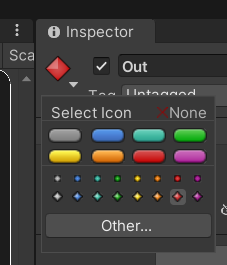 Inspector
Sca
Out
Tag Untagged
Select Icon
None
Other...